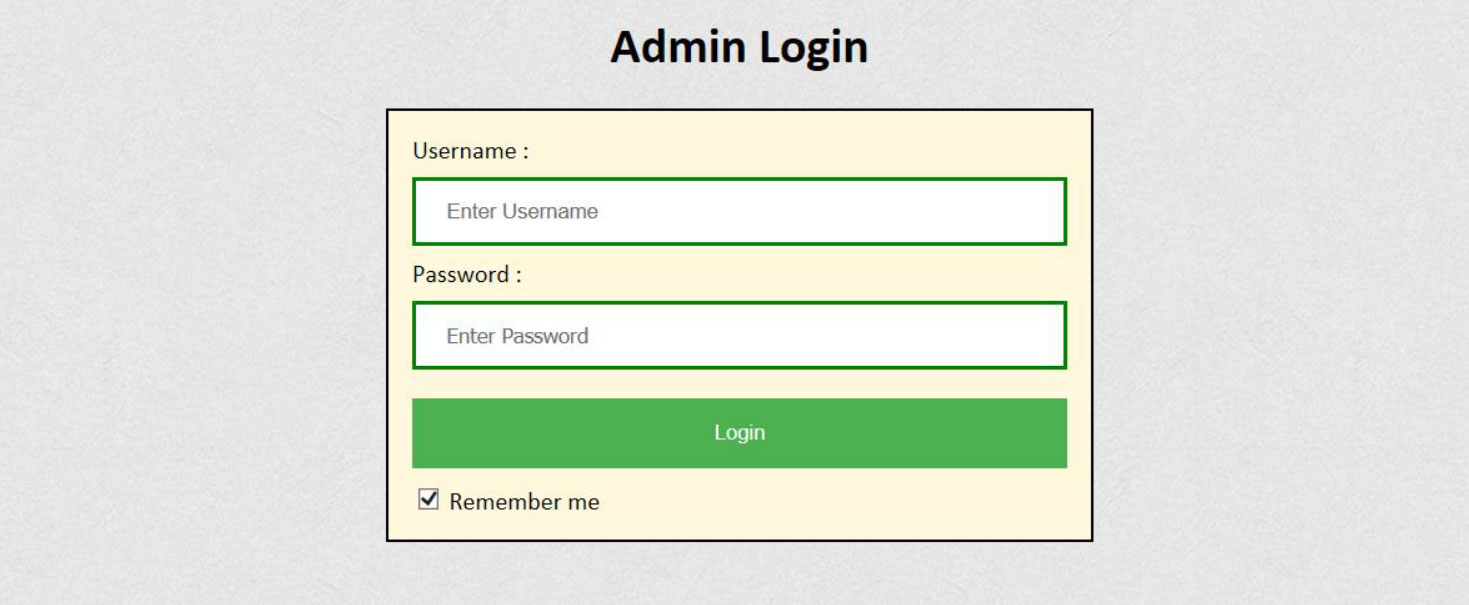 Admin Login
Username :
Enter Username
Password :
Enter Password
Login
Remember me